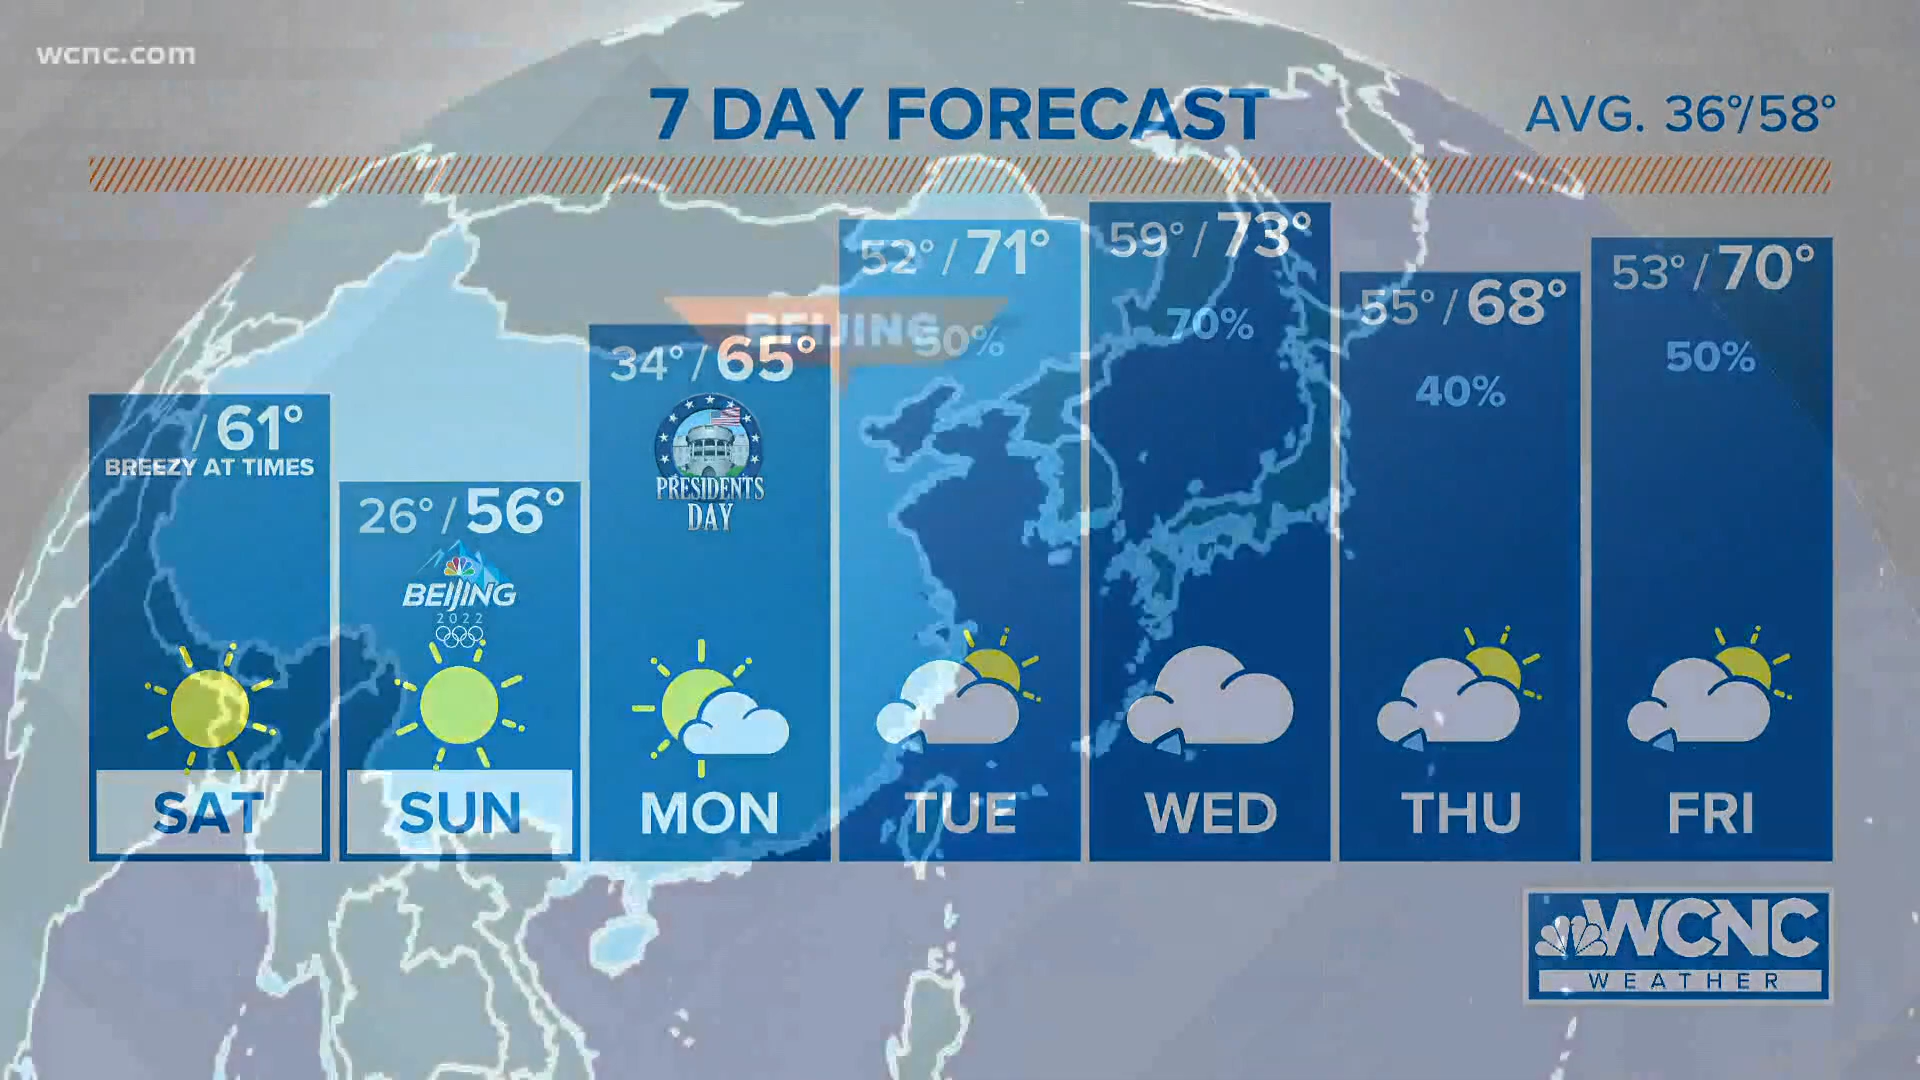 wcnc.com
7 DAY FORECAST
AVG. 36°/58°
/ 61°
BREEZY AT TIMES
SAT
26° / 56°
BEIJING
2022
SUN
34° / 65°
PRESIDENTS
DAY
MON
BEIJING
52° / 71°
50%
TUE
59° / 73°
70%
WED
55° / 68°
40%
THU
53° / 70°
50%
FRI
WCNC
WEATHER